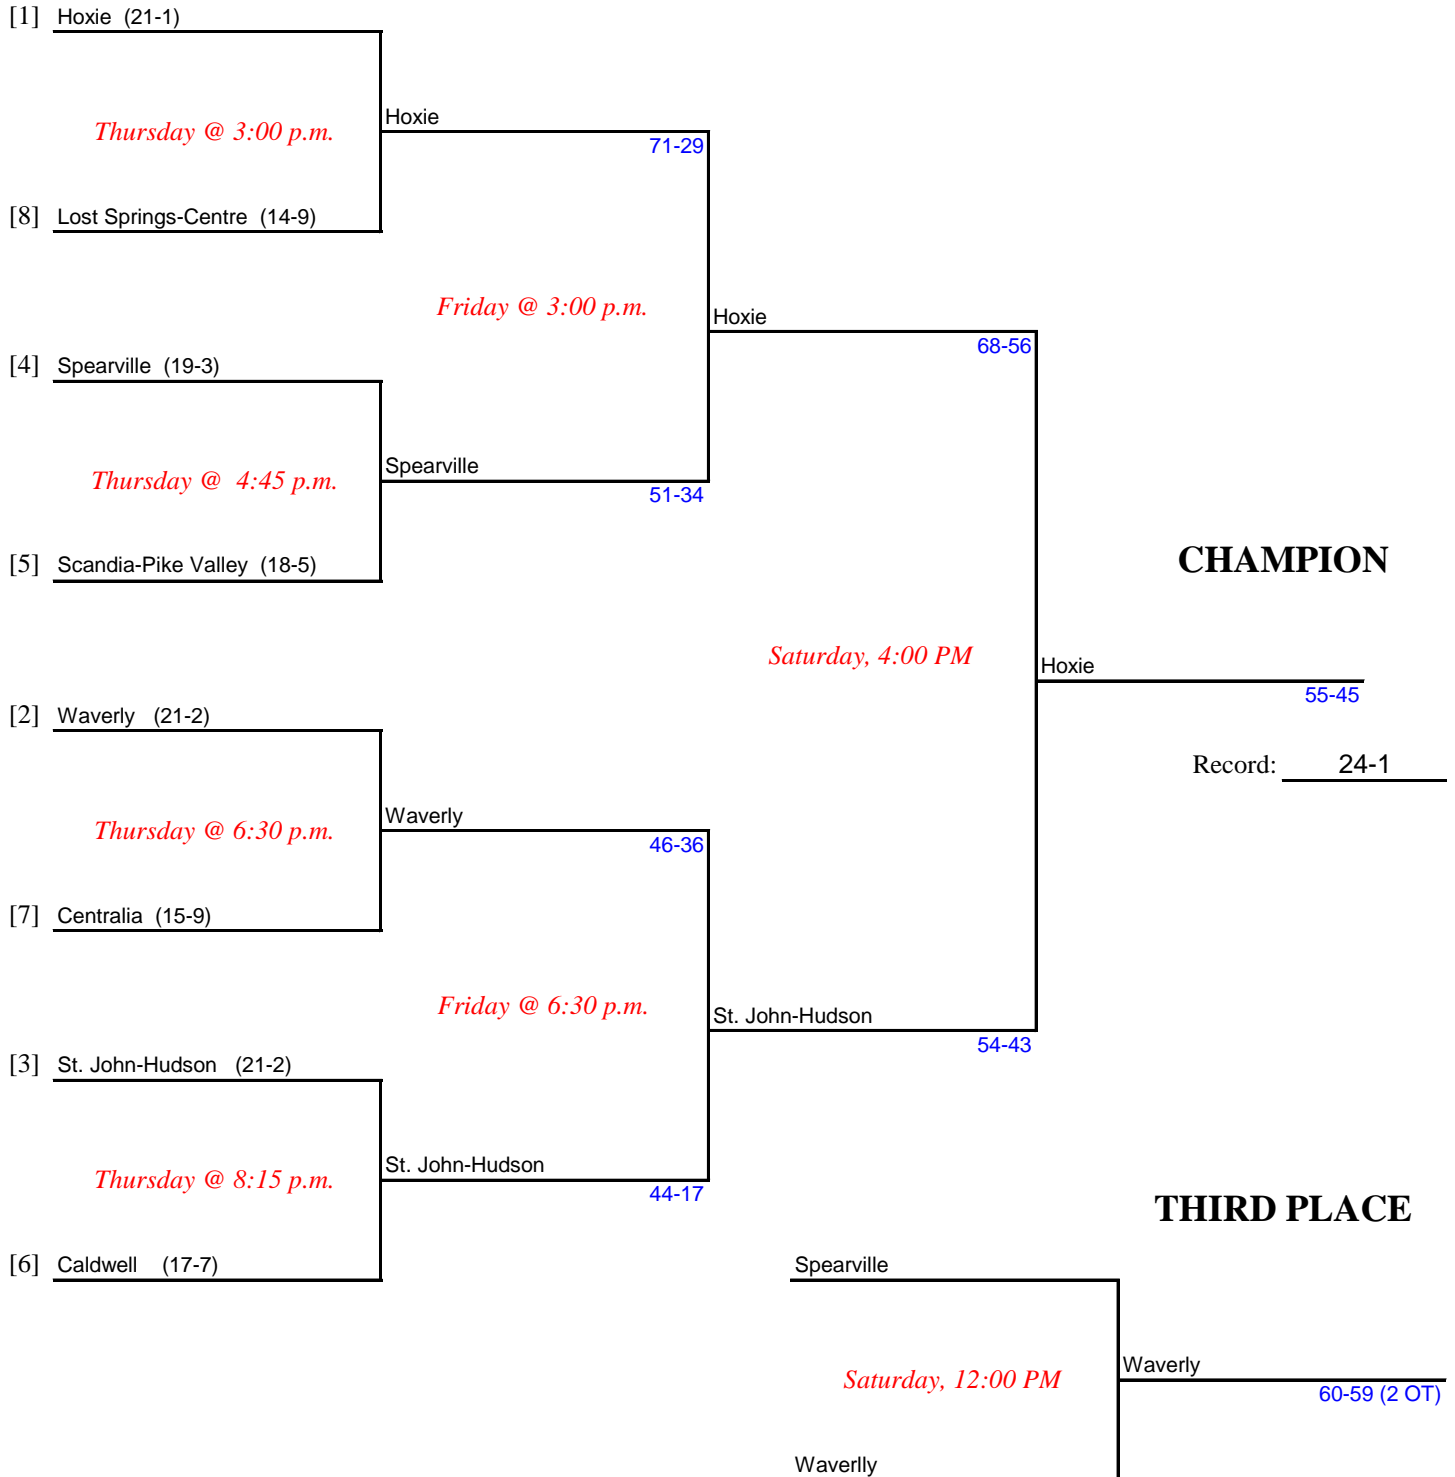 [1] Hoxie (21-1)
Thursday @ 3:00 p.m.
Hoxie
71-29
[8] Lost Springs-Centre (14-9)
Friday @ 3:00 p.m.
Hoxie
68-56
[4] Spearville (19-3)
Thursday @ 4:45 p.m.
Spearville
51-34
[5] Scandia-Pike Valley (18-5)
CHAMPION
Saturday, 4:00 PM
Hoxie
55-45
[2] Waverly (21-2)
Record: 24-1
Thursday @ 6:30 p.m.
Waverly
46-36
[7] Centralia (15-9)
Friday @ 6:30 p.m.
St. John-Hudson
54-43
[3] St. John-Hudson (21-2)
Thursday @ 8:15 p.m.
St. John-Hudson
44-17
THIRD PLACE
[6] Caldwell (17-7)
Spearville
Saturday, 12:00 PM
Waverly
60-59 (2 OT)
Waverlly